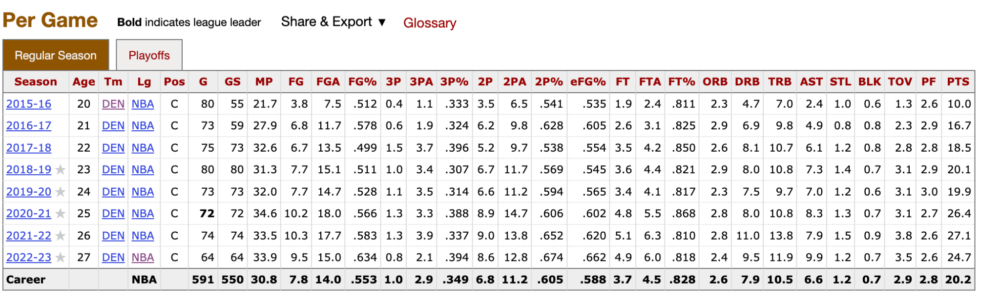 Per Game Bold indicates league leader Share & Export ▼ Glossary
Regular Season Playoffs
Season Age Tm Lg Pos G GS MP FG FGA FG% 3P 3PA 3P% 2P 2PA 2P% eFG% FT FTA FT% ORB DRB TRB AST STL BLK TOV PF PTS
2015-16 20 DEN NBA C 80 55 21.7 3.8 7.5 .512 0.4 1.1 .333 3.5 6.5 .541 .535 1.9 2.4 .811 2.3 4.7 7.0 2.4 1.0 0.6 1.3 2.6 10.0
2016-17 21 DEN NBA C 73 59 27.9 6.8 11.7 .578 0.6 1.9 .324 6.2 9.8 .628 .605 2.6 3.1 .825 2.9 6.9 9.8 4.9 0.8 0.8 2.3 2.9 16.7
2017-18 22 DEN NBA C 75 73 32.6 6.7 13.5 .499 1.5 3.7 .396 5.2 9.7 .538 .554 3.5 4.2 .850 2.6 8.1 10.7 6.1 1.2 0.8 2.8 2.8 18.5
2018-19 ★ 23 DEN NBA C 80 80 31.3 7.7 15.1 .511 1.0 3.4 .307 6.7 11.7 .569 .545 3.6 4.4 .821 2.9 8.0 10.8 7.3 1.4 0.7 3.1 2.9 20.1
2019-20 ★ 24 DEN NBA C 73 73 32.0 7.7 14.7 .528 1.1 3.5 .314 6.6 11.2 .594 .565 3.4 4.1 .817 2.3 7.5 9.7 7.0 1.2 0.6 3.1 3.0 19.9
2020-21 ★ 25 DEN NBA C 72 72 34.6 10.2 18.0 .566 1.3 3.3 .388 8.9 14.7 .606 .602 4.8 5.5 .868 2.8 8.0 10.8 8.3 1.3 0.7 3.1 2.7 26.4
2021-22 ★ 26 DEN NBA C 74 74 33.5 10.3 17.7 .583 1.3 3.9 .337 9.0 13.8 .652 .620 5.1 6.3 .810 2.8 11.0 13.8 7.9 1.5 0.9 3.8 2.6 27.1
2022-23 ★ 27 DEN NBA C 64 64 33.9 9.5 15.0 .634 0.8 2.1 .394 8.6 12.8 .674 .662 4.9 6.0 .818 2.4 9.5 11.9 9.9 1.2 0.7 3.5 2.6 24.7
Career NBA 591 550 30.8 7.8 14.0 .553 1.0 2.9 .349 6.8 11.2 .605 .588 3.7 4.5 .828 2.6 7.9 10.5 6.6 1.2 0.7 2.9 2.8 20.2